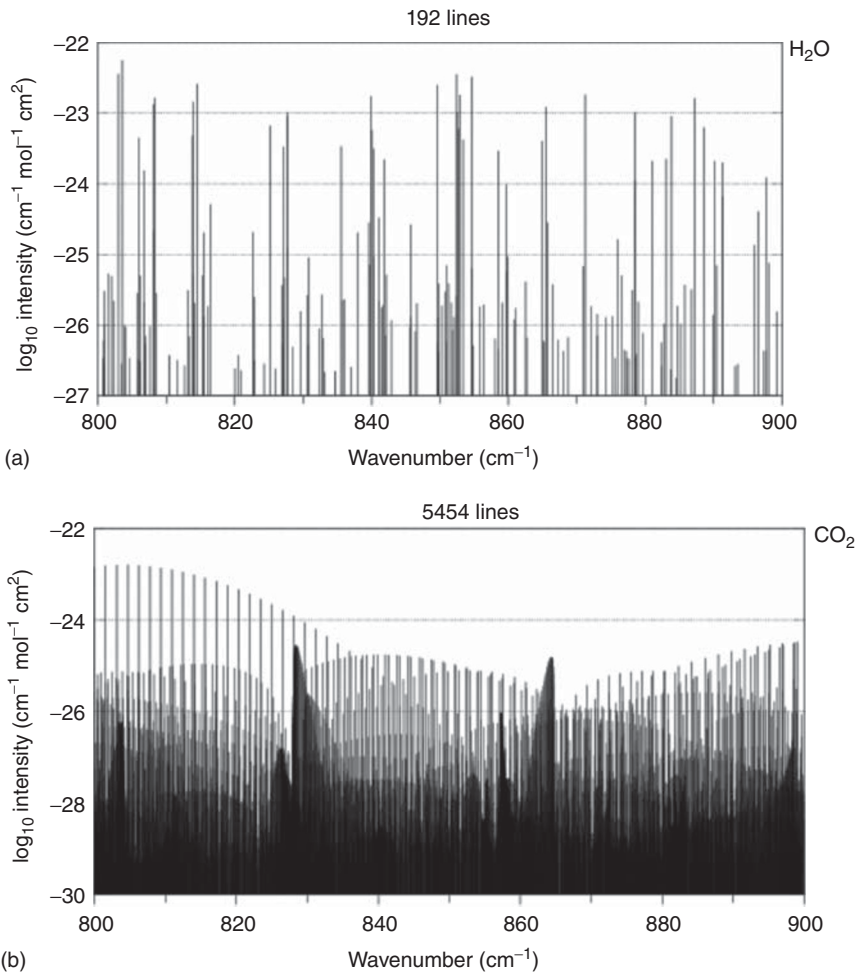 192 lines
H₂O
log₁₀ intensity (cm⁻¹ mol⁻¹ cm²)
−22
−23
−24
−25
−26
−27
800 820 840 860 880 900
Wavenumber (cm⁻¹)
(a)
5454 lines
CO₂
log₁₀ intensity (cm⁻¹ mol⁻¹ cm²)
−22
−24
−26
−28
−30
800 820 840 860 880 900
Wavenumber (cm⁻¹)
(b)